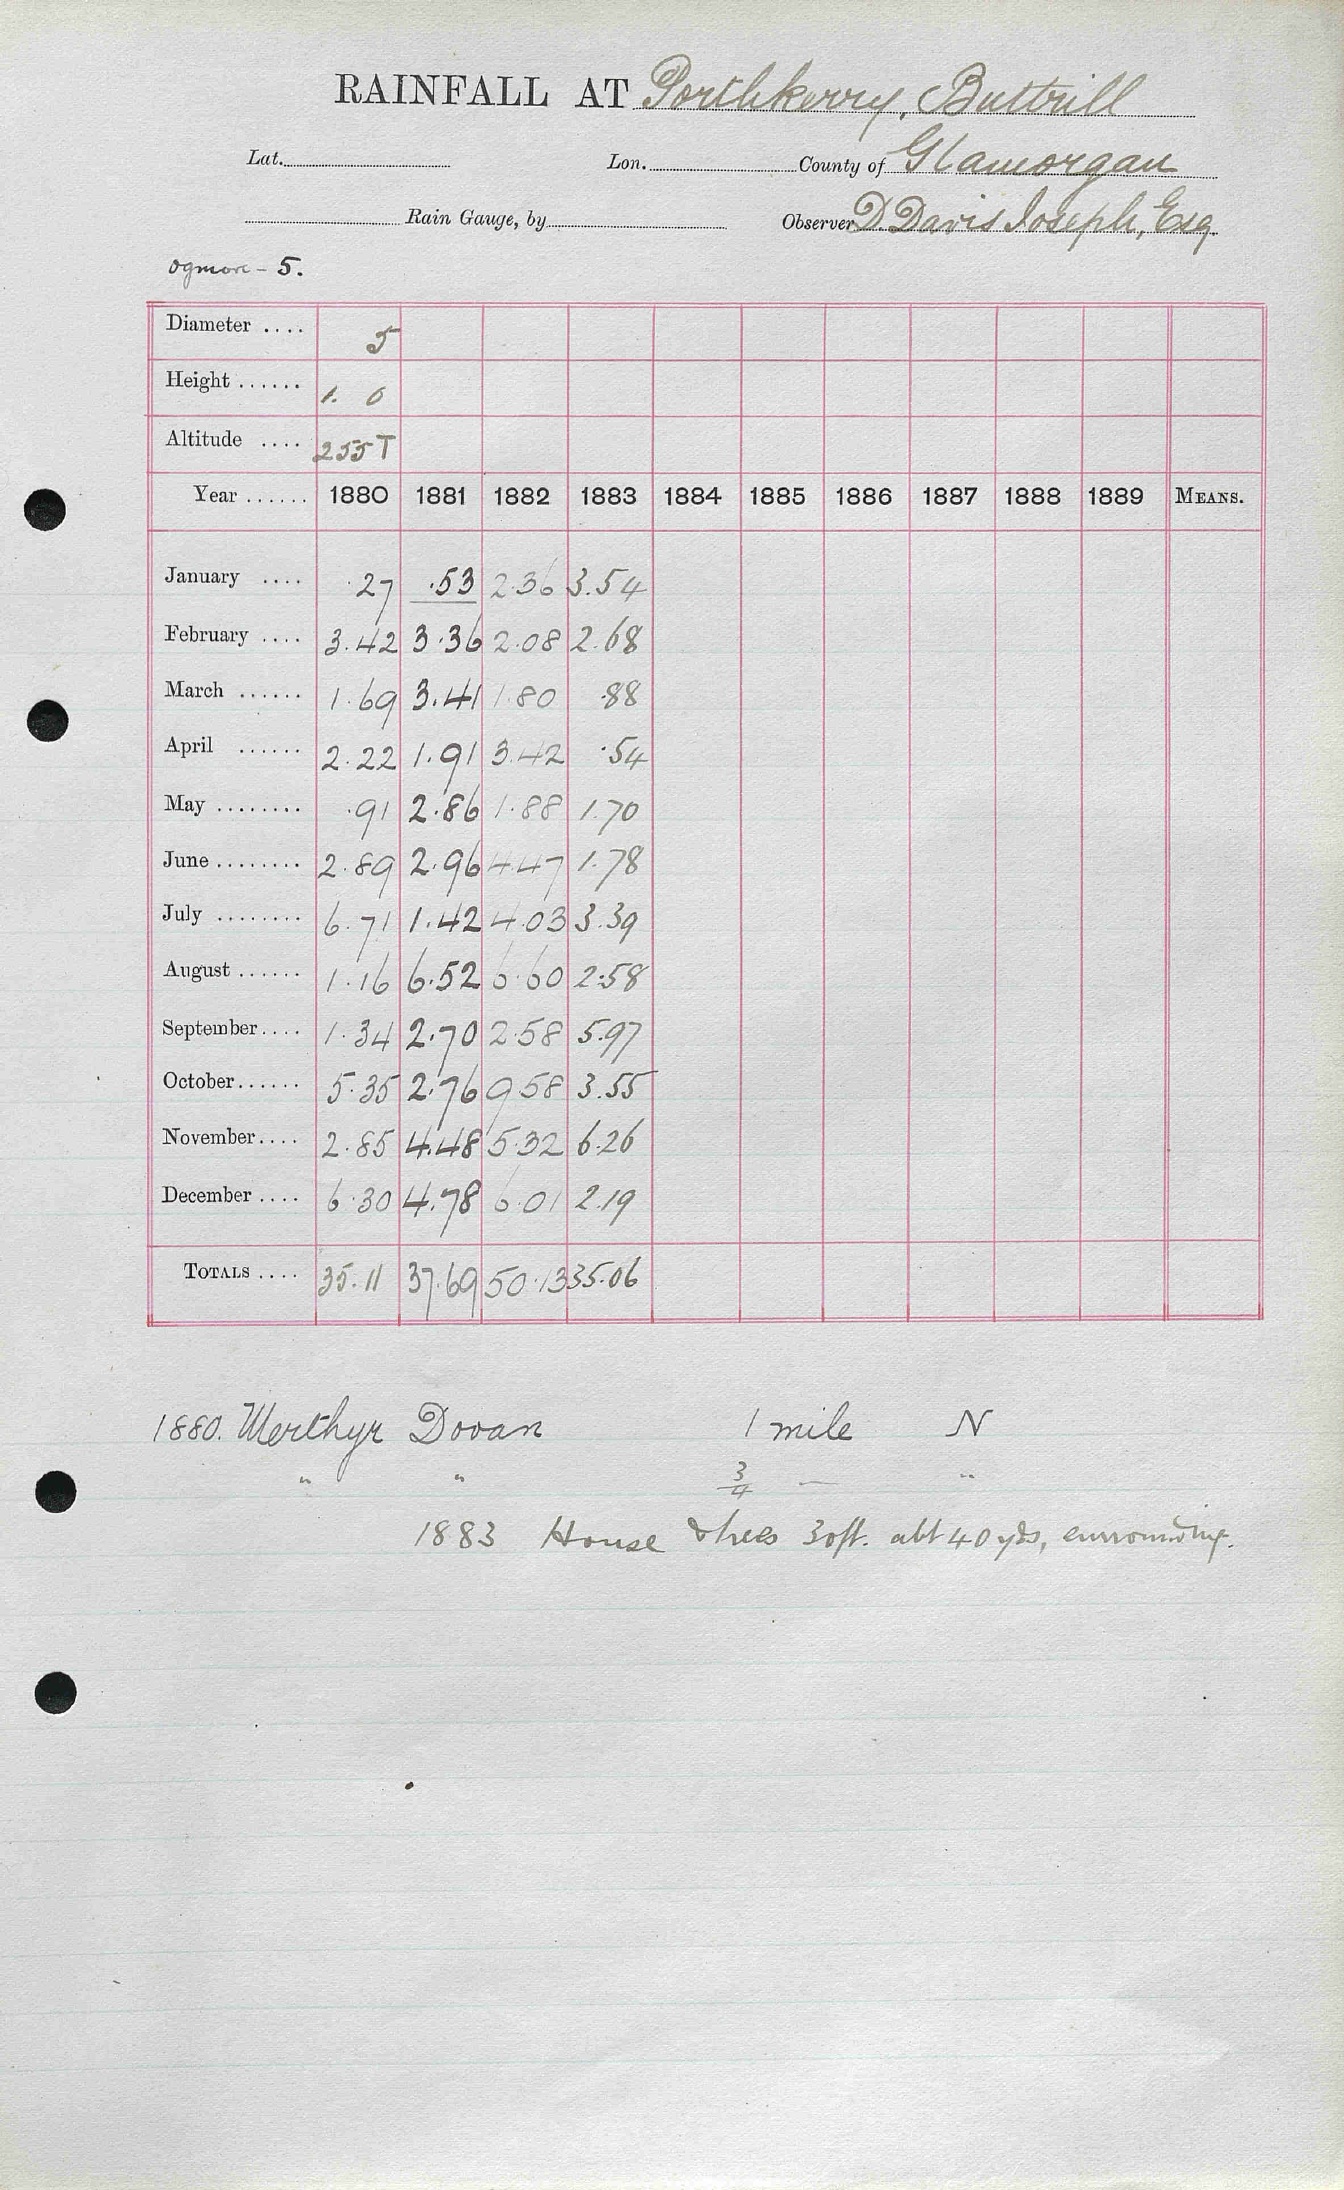 RAINFALL AT Porthkerry, Buttrill
Lat. Lon. County of Glamorgan
Rain Gauge, by Observer D. Davis Joseph, Esq.
Ogmore - 5.
Diameter .... 5
Height ...... 1. 0
Altitude .... 255 T
Year ...... 1880 1881 1882 1883 1884 1885 1886 1887 1888 1889 MEANS.
January .... .27 .53 2.36 3.54
February .... 3.42 3.36 2.08 2.68
March ...... 1.69 3.41 1.80 .88
April ...... 2.22 1.91 3.42 .54
May ........ .91 2.86 1.88 1.70
June ........ 2.89 2.96 4.47 1.78
July ........ 6.71 1.42 4.03 3.39
August ...... 1.16 6.52 6.60 2.58
September .... 1.34 2.70 2.58 5.97
October ...... 5.35 2.76 9.58 3.55
November .... 2.85 4.48 5.32 6.26
December .... 6.30 4.78 6.01 2.19
TOTALS .... 35.11 37.69 50.13 35.06
1880. Merthyr Dovan 1 mile N
" " 3/4 — "
1883 House & trees 30ft. abt 40 yds, surrounding.